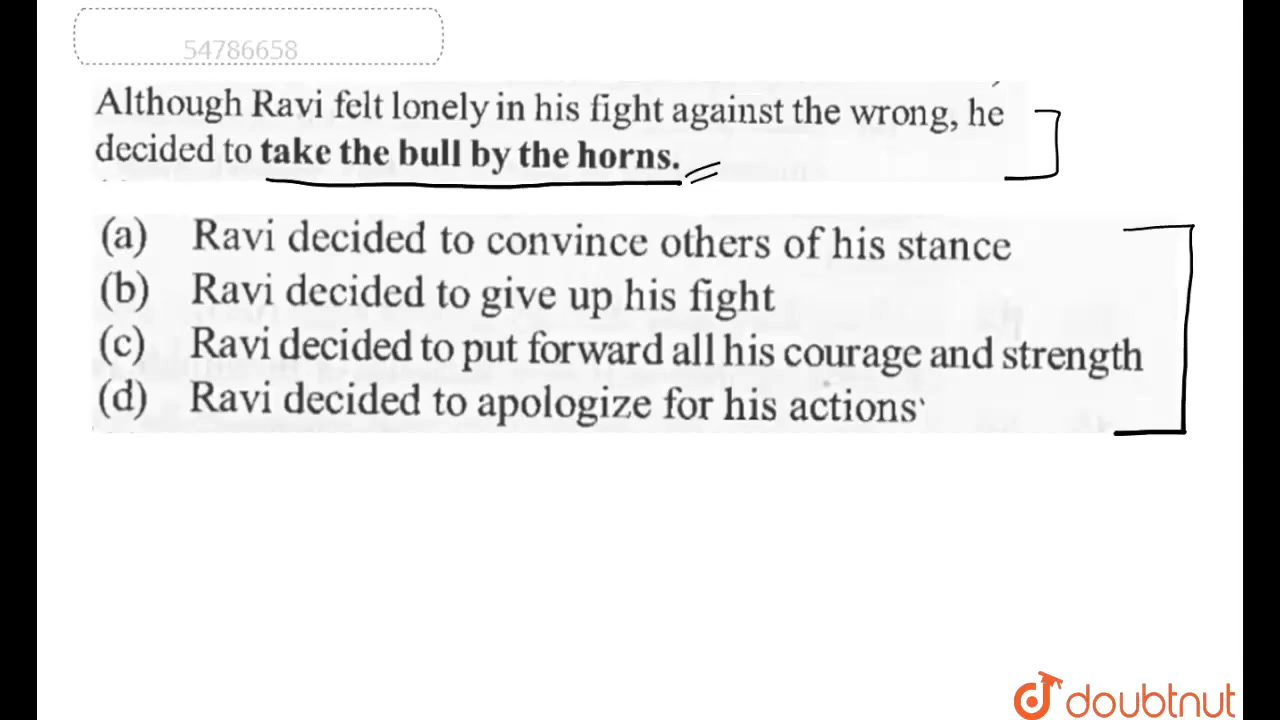 54786658
Although Ravi felt lonely in his fight against the wrong, he
decided to take the bull by the horns.
(a) Ravi decided to convince others of his stance
(b) Ravi decided to give up his fight
(c) Ravi decided to put forward all his courage and strength
(d) Ravi decided to apologize for his actions
doubtnut